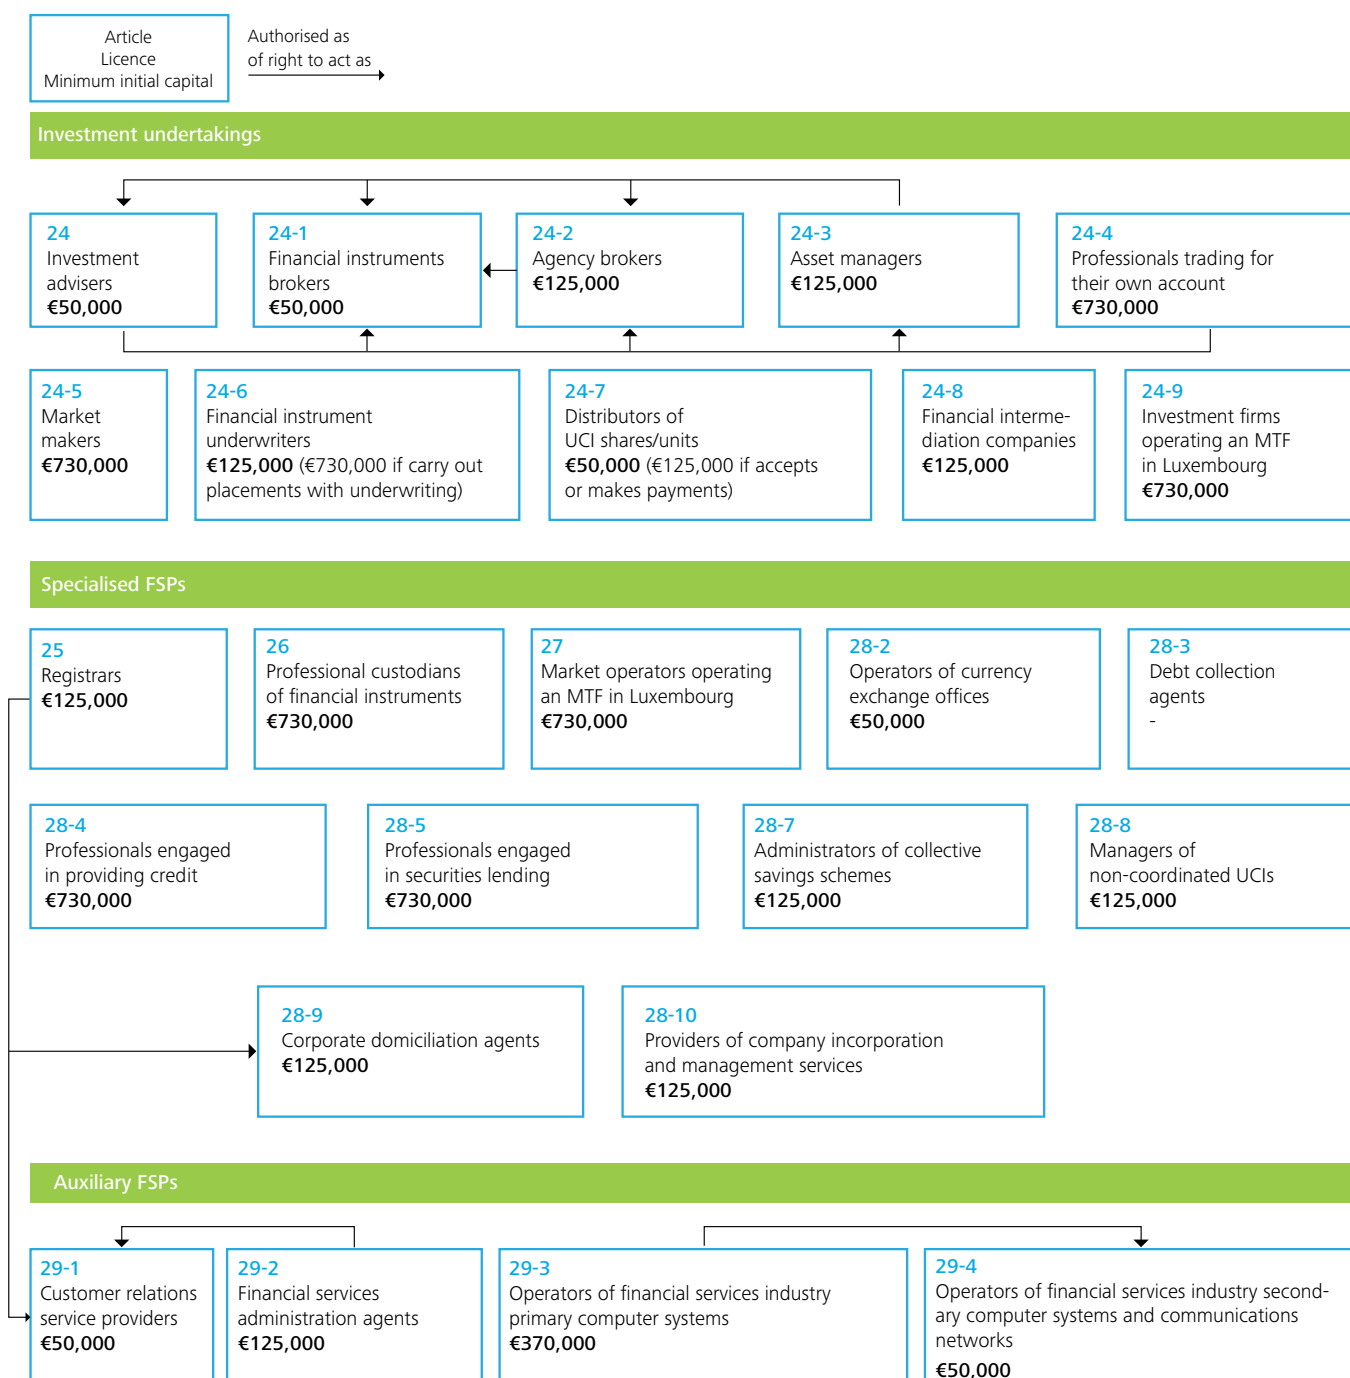 Article
Licence
Minimum initial capital
Authorised as
of right to act as
Investment undertakings
24
Investment
advisers
€50,000
24-1
Financial instruments
brokers
€50,000
24-2
Agency brokers
€125,000
24-3
Asset managers
€125,000
24-4
Professionals trading for
their own account
€730,000
24-5
Market
makers
€730,000
24-6
Financial instrument
underwriters
€125,000 (€730,000 if carry out
placements with underwriting)
24-7
Distributors of
UCI shares/units
€50,000 (€125,000 if accepts
or makes payments)
24-8
Financial interme-
diation companies
€125,000
24-9
Investment firms
operating an MTF
in Luxembourg
€730,000
Specialised FSPs
25
Registrars
€125,000
26
Professional custodians
of financial instruments
€730,000
27
Market operators operating
an MTF in Luxembourg
€730,000
28-2
Operators of currency
exchange offices
€50,000
28-3
Debt collection
agents
-
28-4
Professionals engaged
in providing credit
€730,000
28-5
Professionals engaged
in securities lending
€730,000
28-7
Administrators of collective
savings schemes
€125,000
28-8
Managers of
non-coordinated UCIs
€125,000
28-9
Corporate domiciliation agents
€125,000
28-10
Providers of company incorporation
and management services
€125,000
Auxiliary FSPs
29-1
Customer relations
service providers
€50,000
29-2
Financial services
administration agents
€125,000
29-3
Operators of financial services industry
primary computer systems
€370,000
29-4
Operators of financial services industry second-
ary computer systems and communications
networks
€50,000